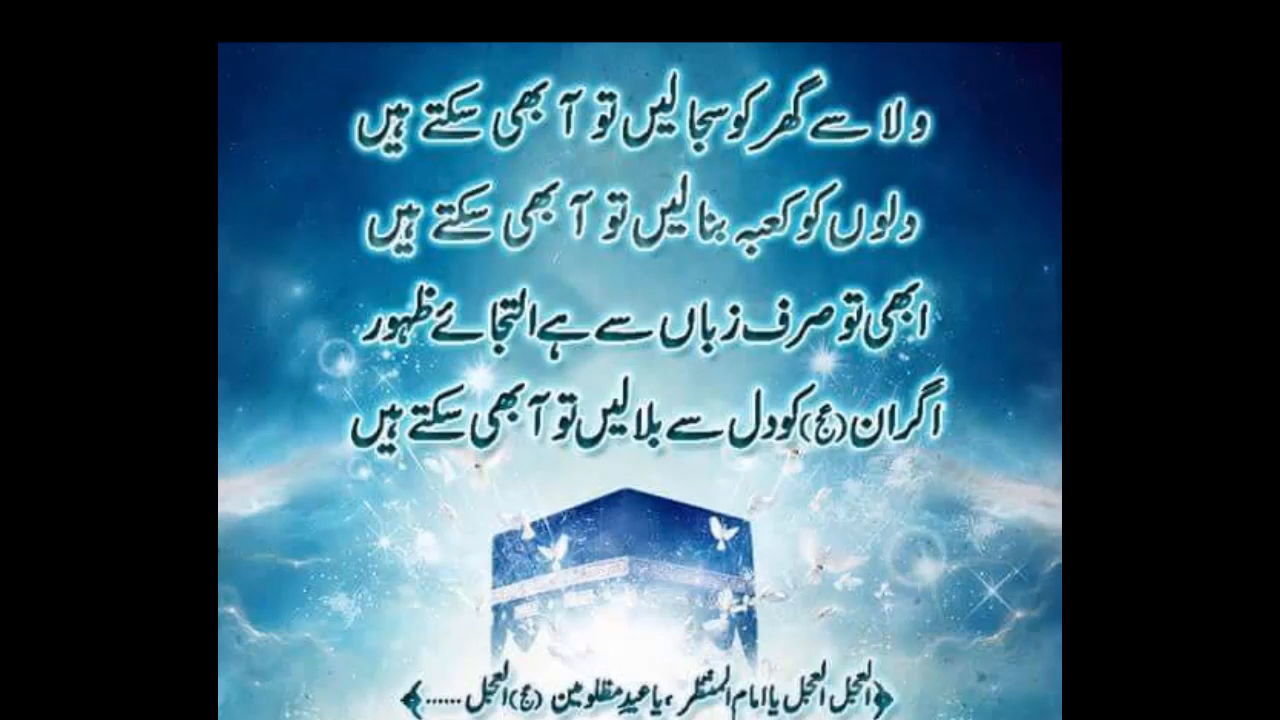 ولا سے گھر کو سجا لیں تو آ بھی سکتے ہیں
دلوں کو کعبہ بنا لیں تو آ بھی سکتے ہیں
ابھی تو صرف زباں سے ہے التجائے ظہور
اگر ان (عج) کو دل سے بلا لیں تو آ بھی سکتے ہیں
﴿العجل العجل یا امام المنتظر ، یا عیدِ مظلومین (عج) العجل ......﴾